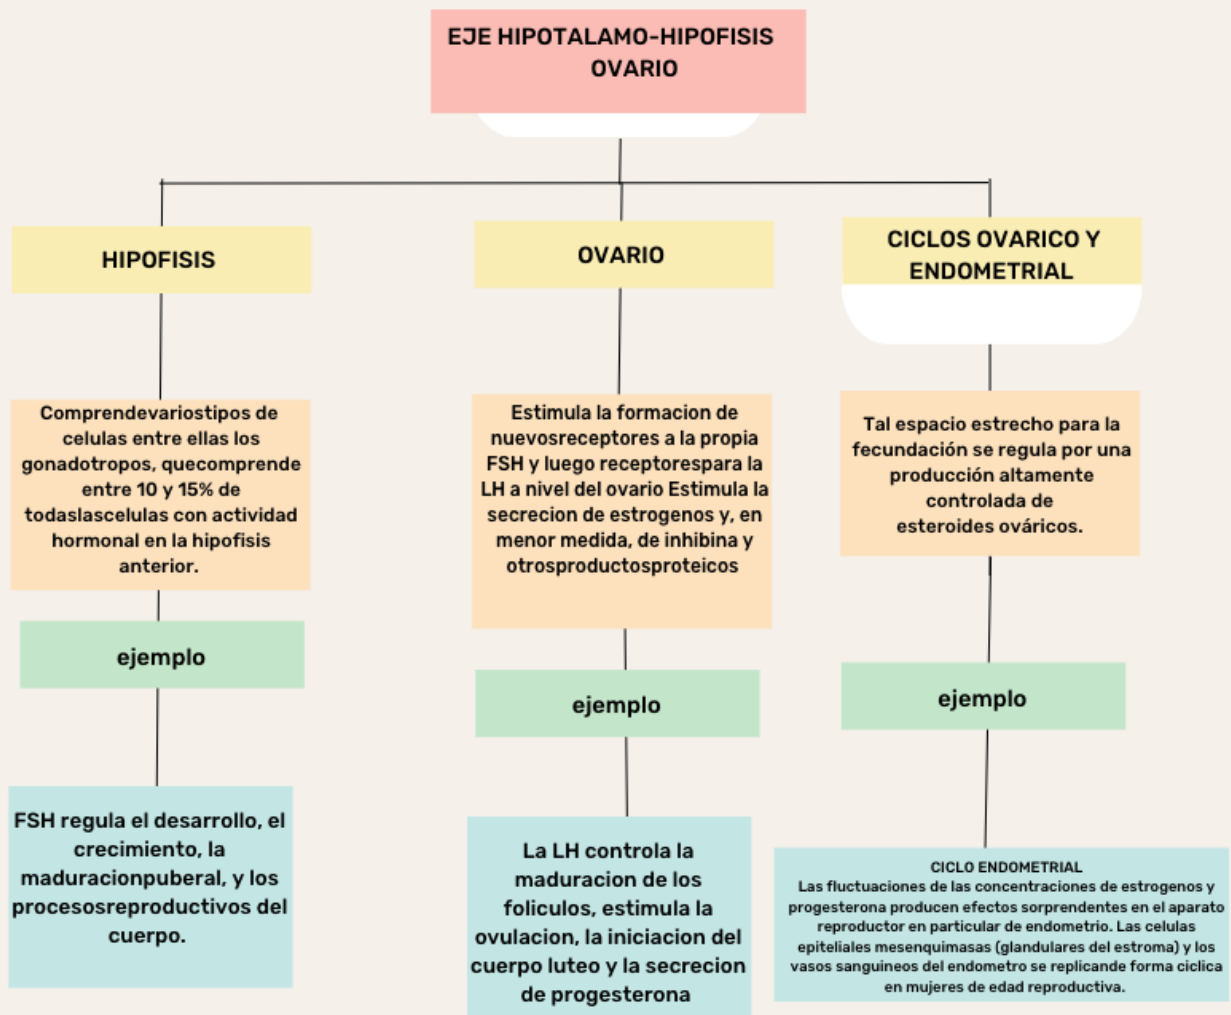 EJE HIPOTALAMO-HIPOFISIS
OVARIO
HIPOFISIS
Comprendevariostipos de
celulas entre ellas los
gonadotropos, quecomprende
entre 10 y 15% de
todaslascelulas con actividad
hormonal en la hipofisis
anterior.
ejemplo
FSH regula el desarrollo, el
crecimiento, la
maduracionpuberal, y los
procesosreproductivos del
cuerpo.
OVARIO
Estimula la formacion de
nuevosreceptores a la propia
FSH y luego receptorespara la
LH a nivel del ovario Estimula la
secrecion de estrogenos y, en
menor medida, de inhibina y
otrosproductosproteicos
ejemplo
La LH controla la
maduracion de los
foliculos, estimula la
ovulacion, la iniciacion del
cuerpo luteo y la secrecion
de progesterona
CICLOS OVARICO Y
ENDOMETRIAL
Tal espacio estrecho para la
fecundación se regula por una
producción altamente
controlada de
esteroides ováricos.
ejemplo
CICLO ENDOMETRIAL
Las fluctuaciones de las concentraciones de estrogenos y
progesterona producen efectos sorprendentes en el aparato
reproductor en particular de endometrio. Las celulas
epiteliales mesenquimasas (glandulares del estroma) y los
vasos sanguineos del endometro se replicande forma ciclica
en mujeres de edad reproductiva.